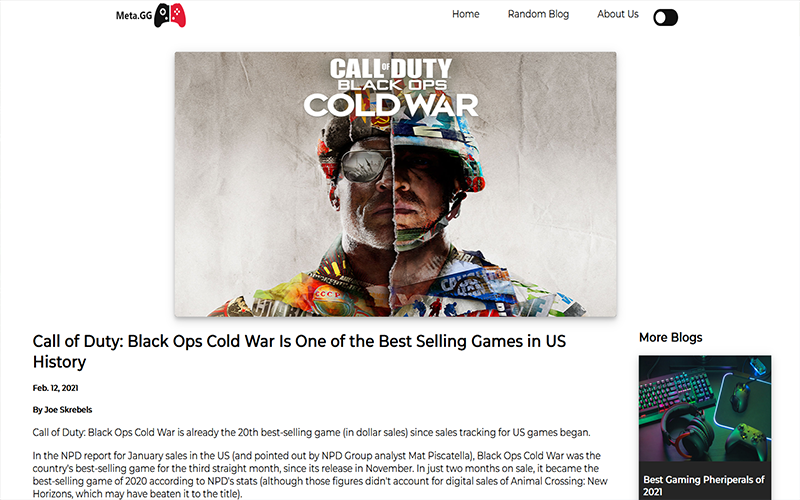 Meta.GG
Home
Random Blog
About Us
CALL OF DUTY
BLACK OPS
COLD WAR
CCCP
Call of Duty: Black Ops Cold War Is One of the Best Selling Games in US
History
Feb. 12, 2021
By Joe Skrebels
Call of Duty: Black Ops Cold War is already the 20th best-selling game (in dollar sales) since sales tracking for US games began.
In the NPD report for January sales in the US (and pointed out by NPD Group analyst Mat Piscatella), Black Ops Cold War was the
country's best-selling game for the third straight month, since its release in November. In just two months on sale, it became the
best-selling game of 2020 according to NPD's stats (although those figures didn't account for digital sales of Animal Crossing: New
Horizons, which may have beaten it to the title).
More Blogs
Best Gaming Pheriperals of
2021